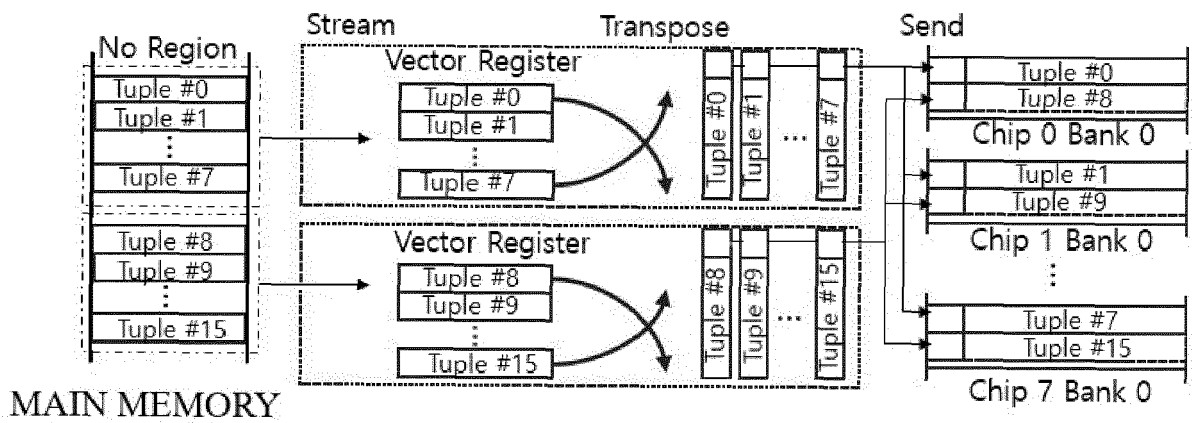 Stream
Transpose
Send
No Region
Tuple #0
Tuple #1
Tuple #7
Tuple #8
Tuple #9
Tuple #15
MAIN MEMORY
Vector Register
Tuple #0
Tuple #1
Tuple #7
Tuple #0
Tuple #1
...
Tuple #7
Vector Register
Tuple #8
Tuple #9
Tuple #15
Tuple #8
Tuple #9
...
Tuple #15
Tuple #0
Tuple #8
Chip 0 Bank 0
Tuple #1
Tuple #9
Chip 1 Bank 0
Tuple #7
Tuple #15
Chip 7 Bank 0